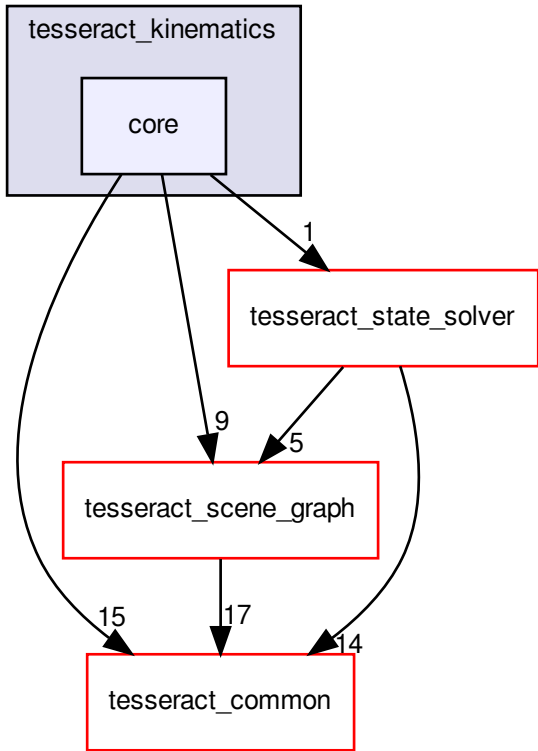 tesseract_kinematics
core
1
tesseract_state_solver
9
5
tesseract_scene_graph
15
17
14
tesseract_common